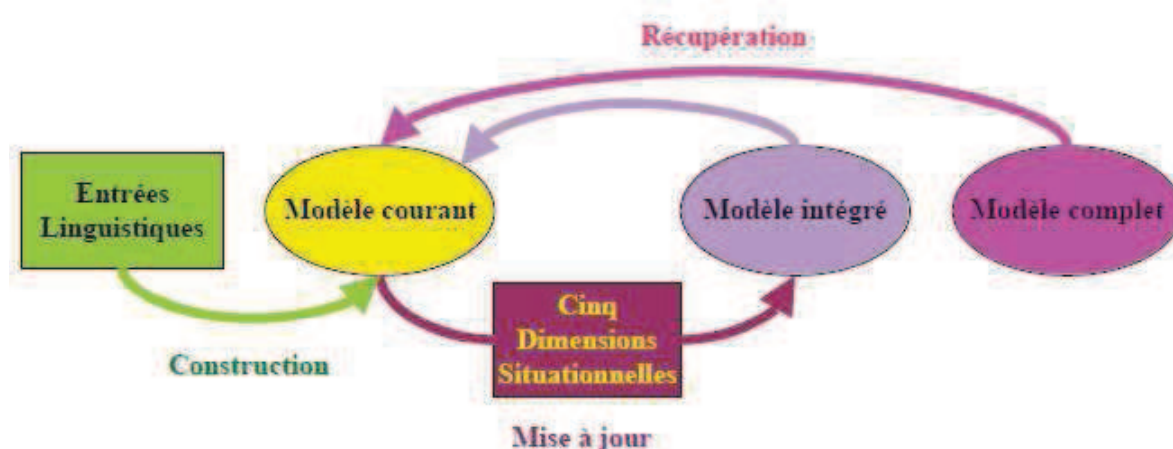 Récupération
Entrées
Linguistiques
Modèle courant
Modèle intégré
Modèle complet
Cinq
Dimensions
Situationnelles
Construction
Mise à jour